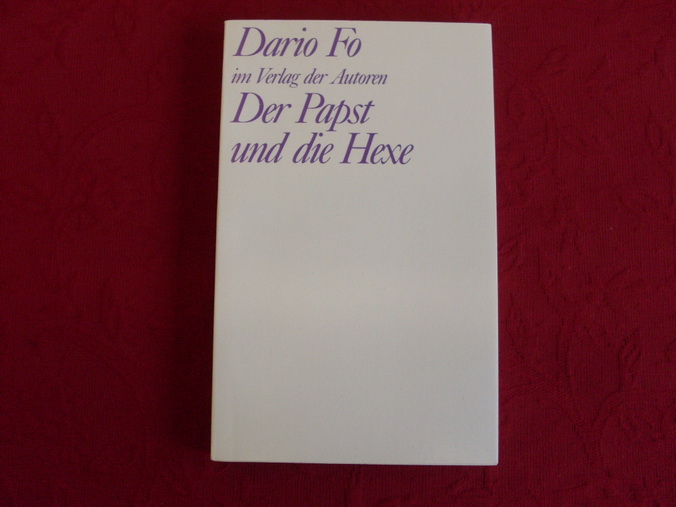 Dario Fo
im Verlag der Autoren
Der Papst
und die Hexe